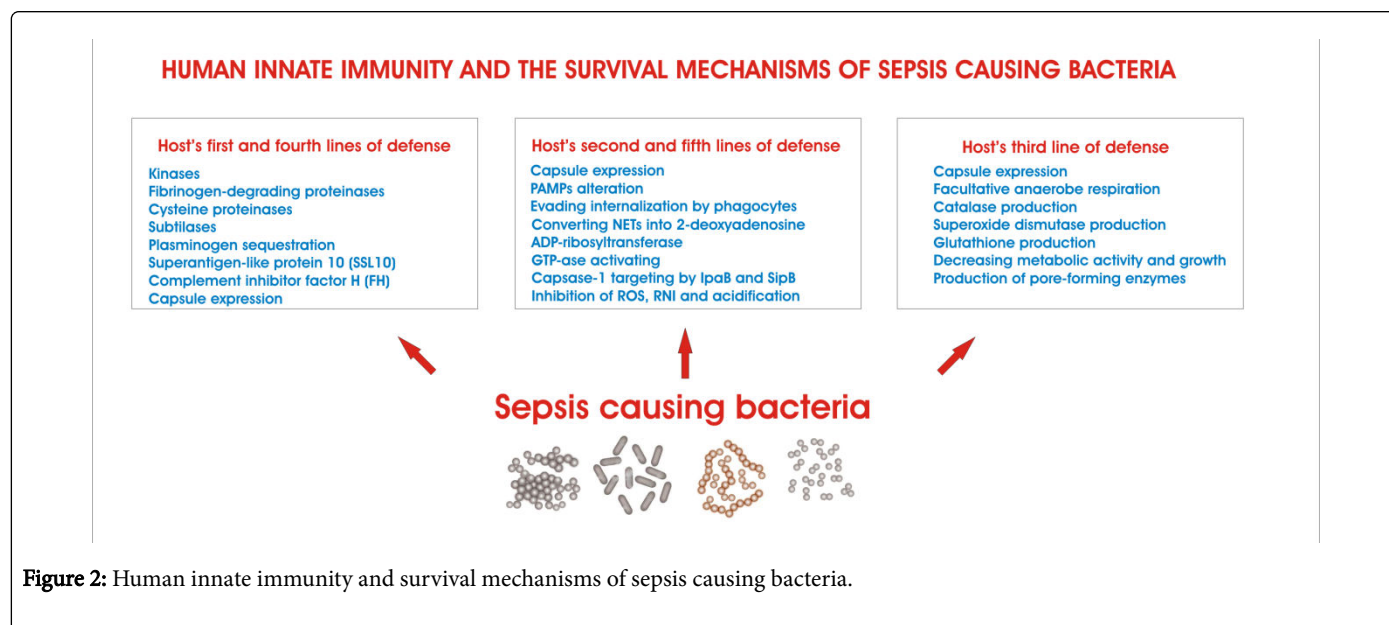 HUMAN INNATE IMMUNITY AND THE SURVIVAL MECHANISMS OF SEPSIS CAUSING BACTERIA
Host's first and fourth lines of defense
Kinases
Fibrinogen-degrading proteinases
Cysteine proteinases
Subtilases
Plasminogen sequestration
Superantigen-like protein 10 (SSL10)
Complement inhibitor factor H (FH)
Capsule expression
Host's second and fifth lines of defense
Capsule expression
PAMPs alteration
Evading internalization by phagocytes
Converting NETs into 2-deoxyadenosine
ADP-ribosyltransferase
GTP-ase activating
Capsase-1 targeting by IpaB and SipB
Inhibition of ROS, RNI and acidification
Host's third line of defense
Capsule expression
Facultative anaerobe respiration
Catalase production
Superoxide dismutase production
Glutathione production
Decreasing metabolic activity and growth
Production of pore-forming enzymes
Sepsis causing bacteria
Figure 2: Human innate immunity and survival mechanisms of sepsis causing bacteria.